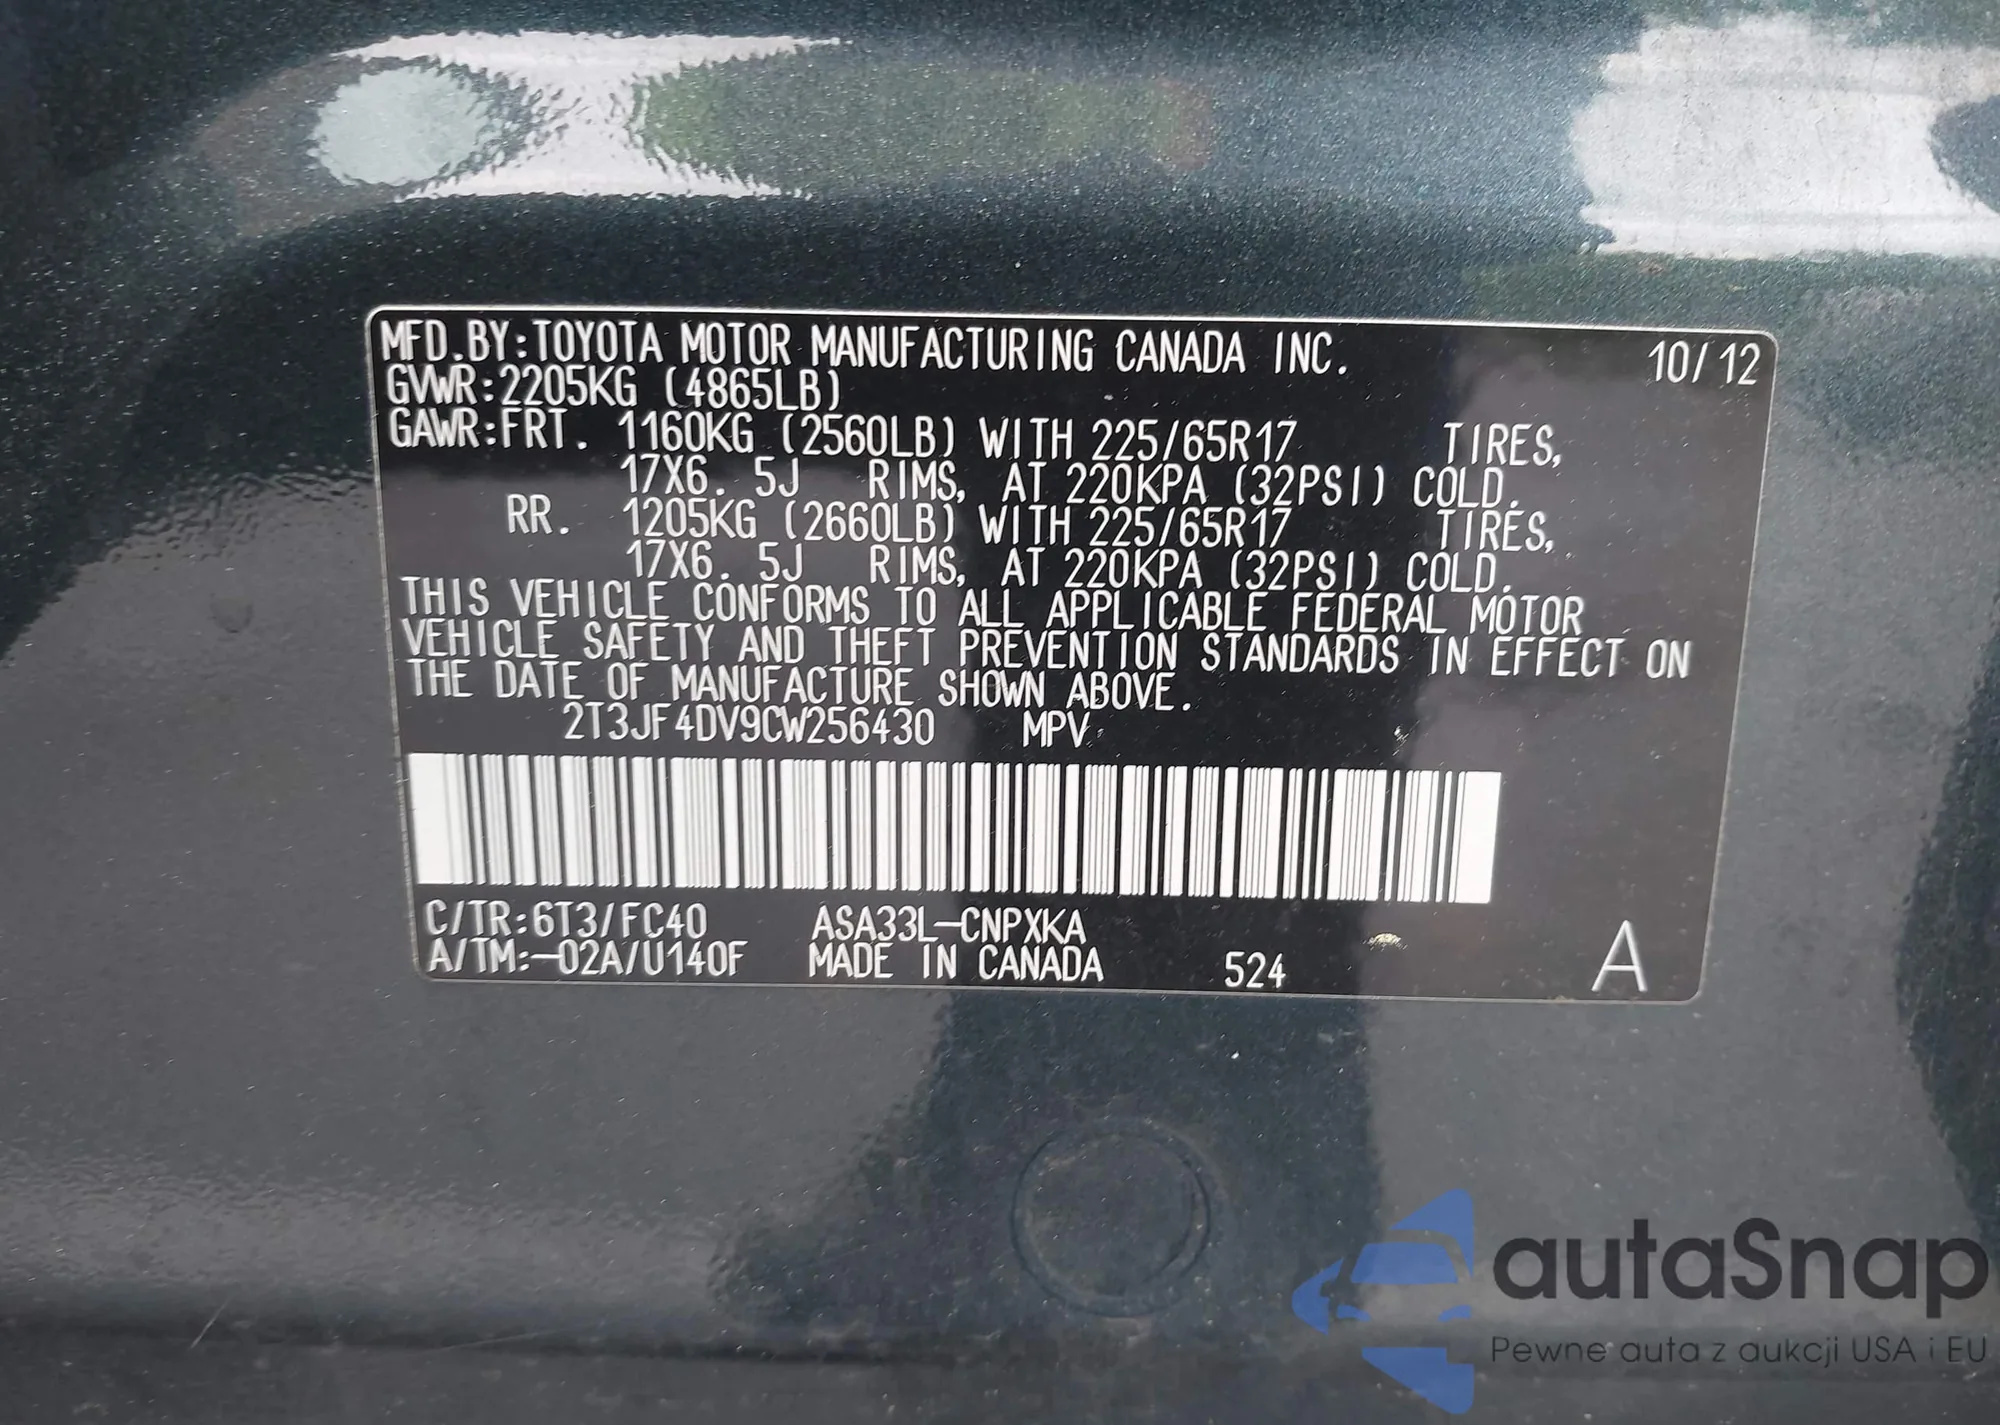 MFD.BY:TOYOTA MOTOR MANUFACTURING CANADA INC. 10/12
GVWR:2205KG (4865LB)
GAWR:FRT. 1160KG (2560LB) WITH 225/65R17 TIRES,
17X6.5J RIMS, AT 220KPA (32PSI) COLD.
RR. 1205KG (2660LB) WITH 225/65R17 TIRES,
17X6.5J RIMS, AT 220KPA (32PSI) COLD.
THIS VEHICLE CONFORMS TO ALL APPLICABLE FEDERAL MOTOR
VEHICLE SAFETY AND THEFT PREVENTION STANDARDS IN EFFECT ON
THE DATE OF MANUFACTURE SHOWN ABOVE.
2T3JF4DV9CW256430 MPV
C/TR:6T3/FC40 ASA33L-CNPXKA
A/TM:-02A/U140F MADE IN CANADA 524 A
autaSnap
Pewne auta z aukcji USA i EU